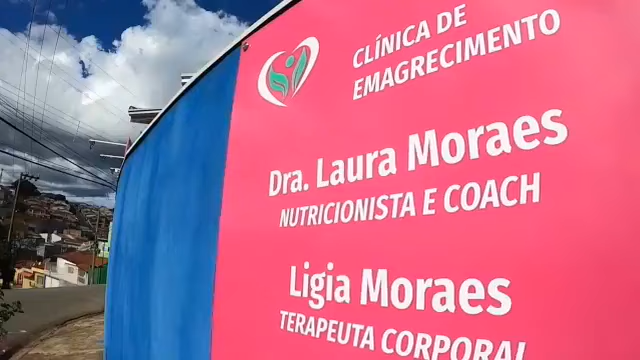 CLÍNICA DE
EMAGRECIMENTO
Dra. Laura Moraes
NUTRICIONISTA E COACH
Ligia Moraes
TERAPEUTA CORPORAL